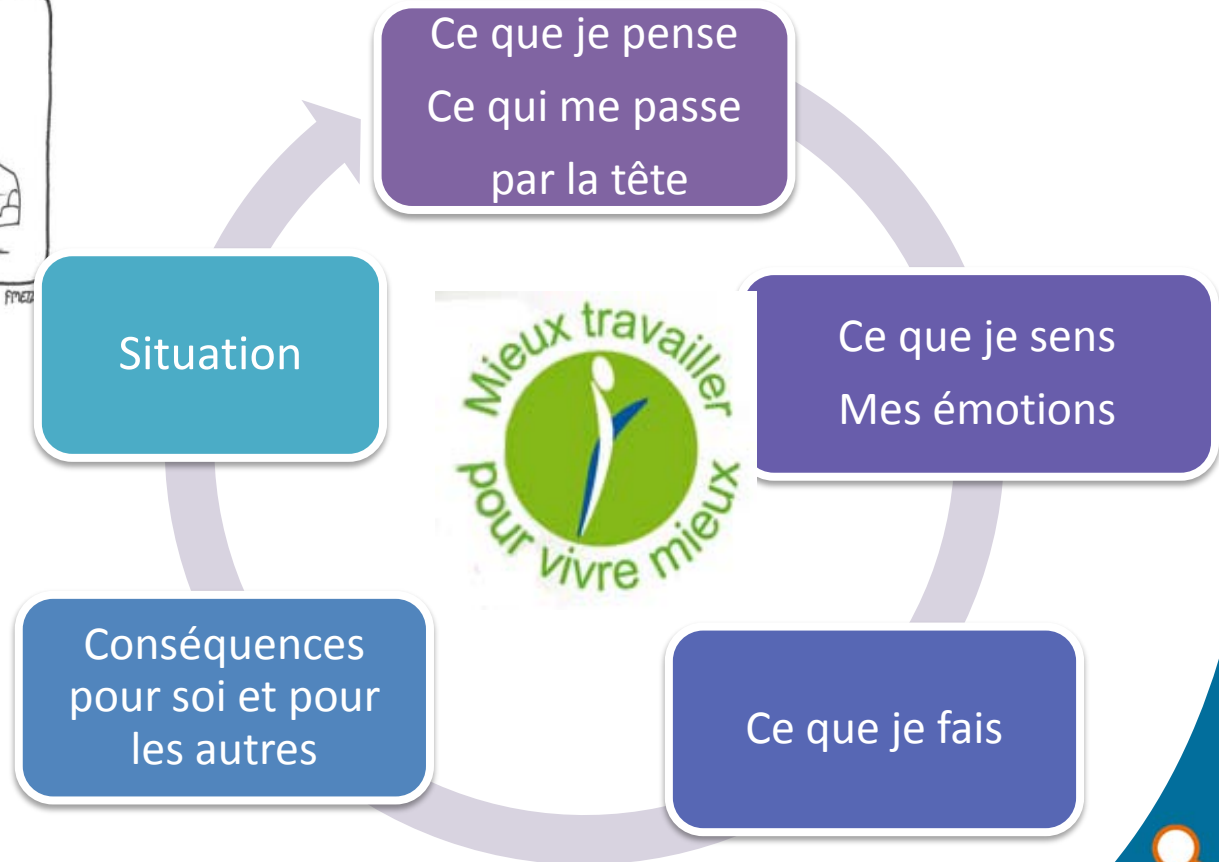 Ce que je pense
Ce qui me passe
par la tête
Ce que je sens
Mes émotions
Ce que je fais
Conséquences
pour soi et pour
les autres
Situation
Mieux travailler
pour vivre mieux